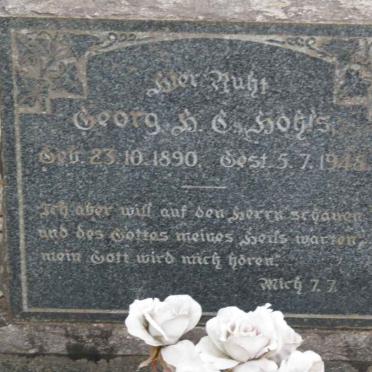 Hier Ruht
Georg H. C. Hohls,
Geb. 23.10.1890, Gest. 5.7.1948
Ich aber will auf den Herrn schauen
und des Gottes meines Heils warten,
mein Gott wird mich hören."
Mich 7.7